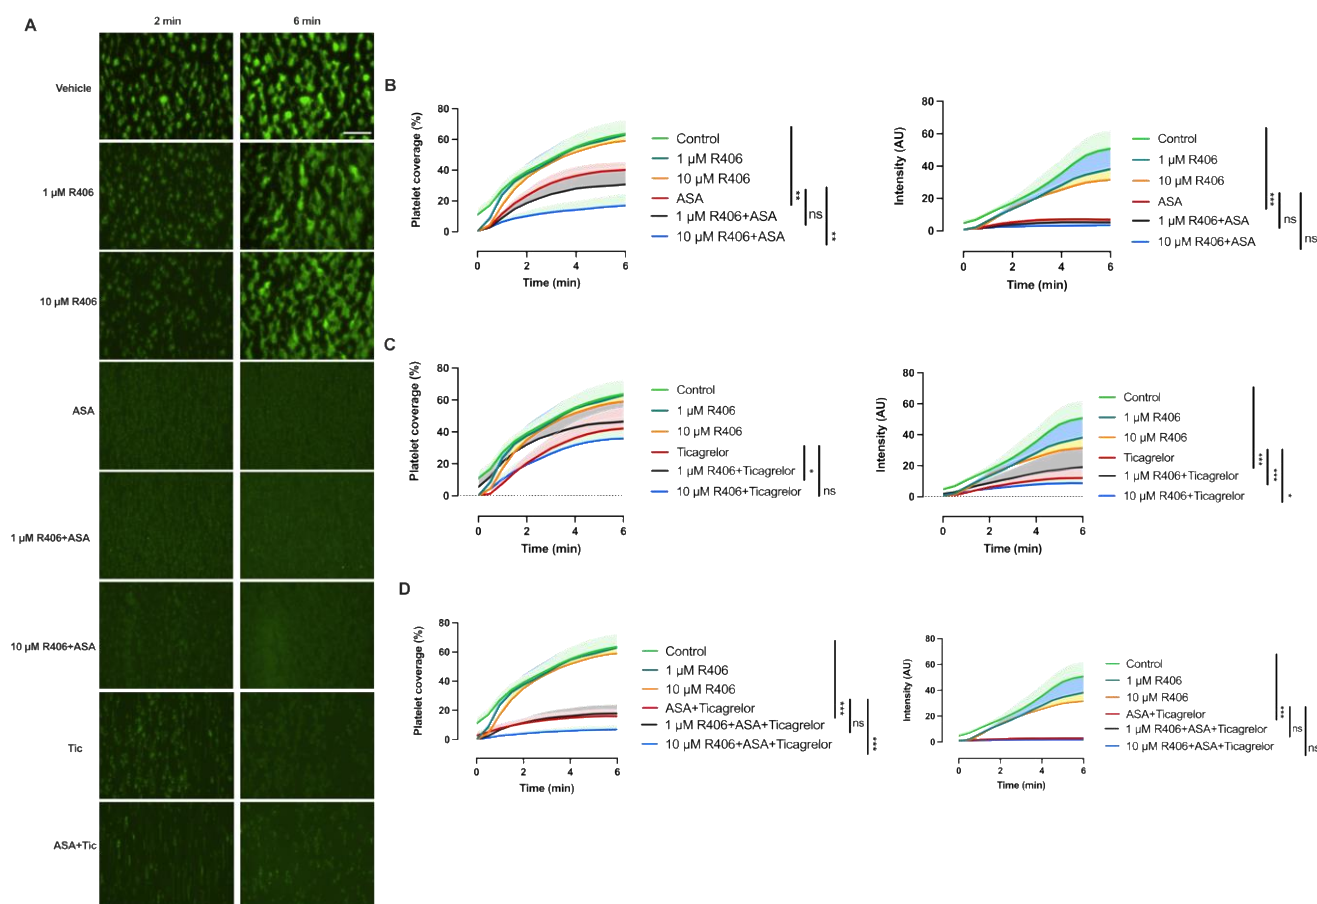 A
2 min 6 min
Vehicle
1 µM R406
10 µM R406
ASA
1 µM R406+ASA
10 µM R406+ASA
Tic
ASA+Tic
B
Platelet coverage (%)
80
60
40
20
0
0 2 4 6
Time (min)
Control
1 µM R406
10 µM R406
ASA
1 µM R406+ASA
10 µM R406+ASA
**
ns
**
Intensity (AU)
80
60
40
20
0
0 2 4 6
Time (min)
Control
1 µM R406
10 µM R406
ASA
1 µM R406+ASA
10 µM R406+ASA
***
ns
ns
C
Platelet coverage (%)
80
60
40
20
0
0 2 4 6
Time (min)
Control
1 µM R406
10 µM R406
Ticagrelor
1 µM R406+Ticagrelor
10 µM R406+Ticagrelor
*
ns
Intensity (AU)
80
60
40
20
0
0 2 4 6
Time (min)
Control
1 µM R406
10 µM R406
Ticagrelor
1 µM R406+Ticagrelor
10 µM R406+Ticagrelor
***
***
*
D
Platelet coverage (%)
80
60
40
20
0
0 2 4 6
Time (min)
Control
1 µM R406
10 µM R406
ASA+Ticagrelor
1 µM R406+ASA+Ticagrelor
10 µM R406+ASA+Ticagrelor
***
ns
***
Intensity (AU)
80
60
40
20
0
0 2 4 6
Time (min)
Control
1 µM R406
10 µM R406
ASA+Ticagrelor
1 µM R406+ASA+Ticagrelor
10 µM R406+ASA+Ticagrelor
***
ns
ns